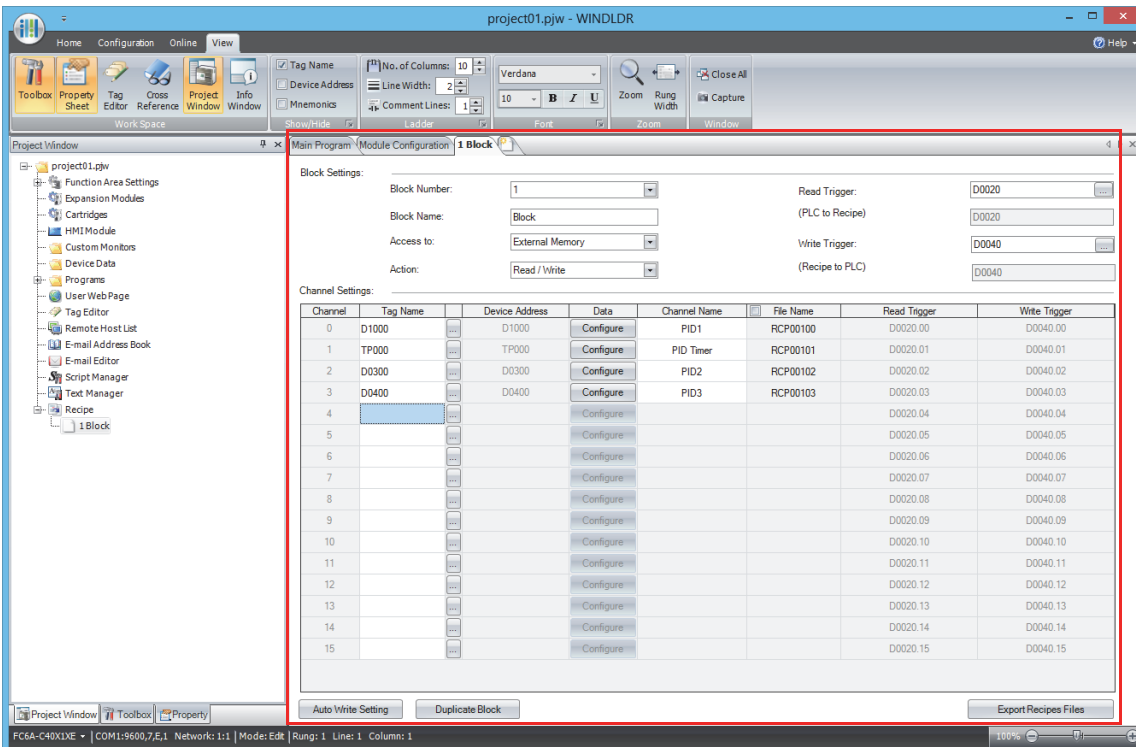 project01.pjw - WINDLDR
Home Configuration Online View Help
Toolbox Property Sheet Tag Editor Cross Reference Project Window Info Window
Work Space
Tag Name
Device Address
Mnemonics
Show/Hide
No. of Columns: 10
Line Width: 2
Comment Lines: 1
Ladder
Verdana
10 B I U
Font
Zoom Rung Width
Zoom
Close All
Capture
Window
Project Window
project01.pjw
Function Area Settings
Expansion Modules
Cartridges
HMI Module
Custom Monitors
Device Data
Programs
User Web Page
Tag Editor
Remote Host List
E-mail Address Book
E-mail Editor
Script Manager
Text Manager
Recipe
1 Block
Project Window Toolbox Property
Main Program Module Configuration 1 Block
Block Settings:
Block Number: 1
Block Name: Block
Access to: External Memory
Action: Read / Write
Read Trigger: D0020 ...
(PLC to Recipe) D0020
Write Trigger: D0040 ...
(Recipe to PLC) D0040
Channel Settings:
Channel Tag Name Device Address Data Channel Name File Name Read Trigger Write Trigger
0 D1000 ... D1000 Configure PID1 RCP00100 D0020.00 D0040.00
1 TP000 ... TP000 Configure PID Timer RCP00101 D0020.01 D0040.01
2 D0300 ... D0300 Configure PID2 RCP00102 D0020.02 D0040.02
3 D0400 ... D0400 Configure PID3 RCP00103 D0020.03 D0040.03
4 ... Configure D0020.04 D0040.04
5 ... Configure D0020.05 D0040.05
6 ... Configure D0020.06 D0040.06
7 ... Configure D0020.07 D0040.07
8 ... Configure D0020.08 D0040.08
9 ... Configure D0020.09 D0040.09
10 ... Configure D0020.10 D0040.10
11 ... Configure D0020.11 D0040.11
12 ... Configure D0020.12 D0040.12
13 ... Configure D0020.13 D0040.13
14 ... Configure D0020.14 D0040.14
15 ... Configure D0020.15 D0040.15
Auto Write Setting Duplicate Block Export Recipes Files
FC6A-C40X1XE COM1:9600,7,E,1 Network: 1:1 Mode: Edit Rung: 1 Line: 1 Column: 1 100%